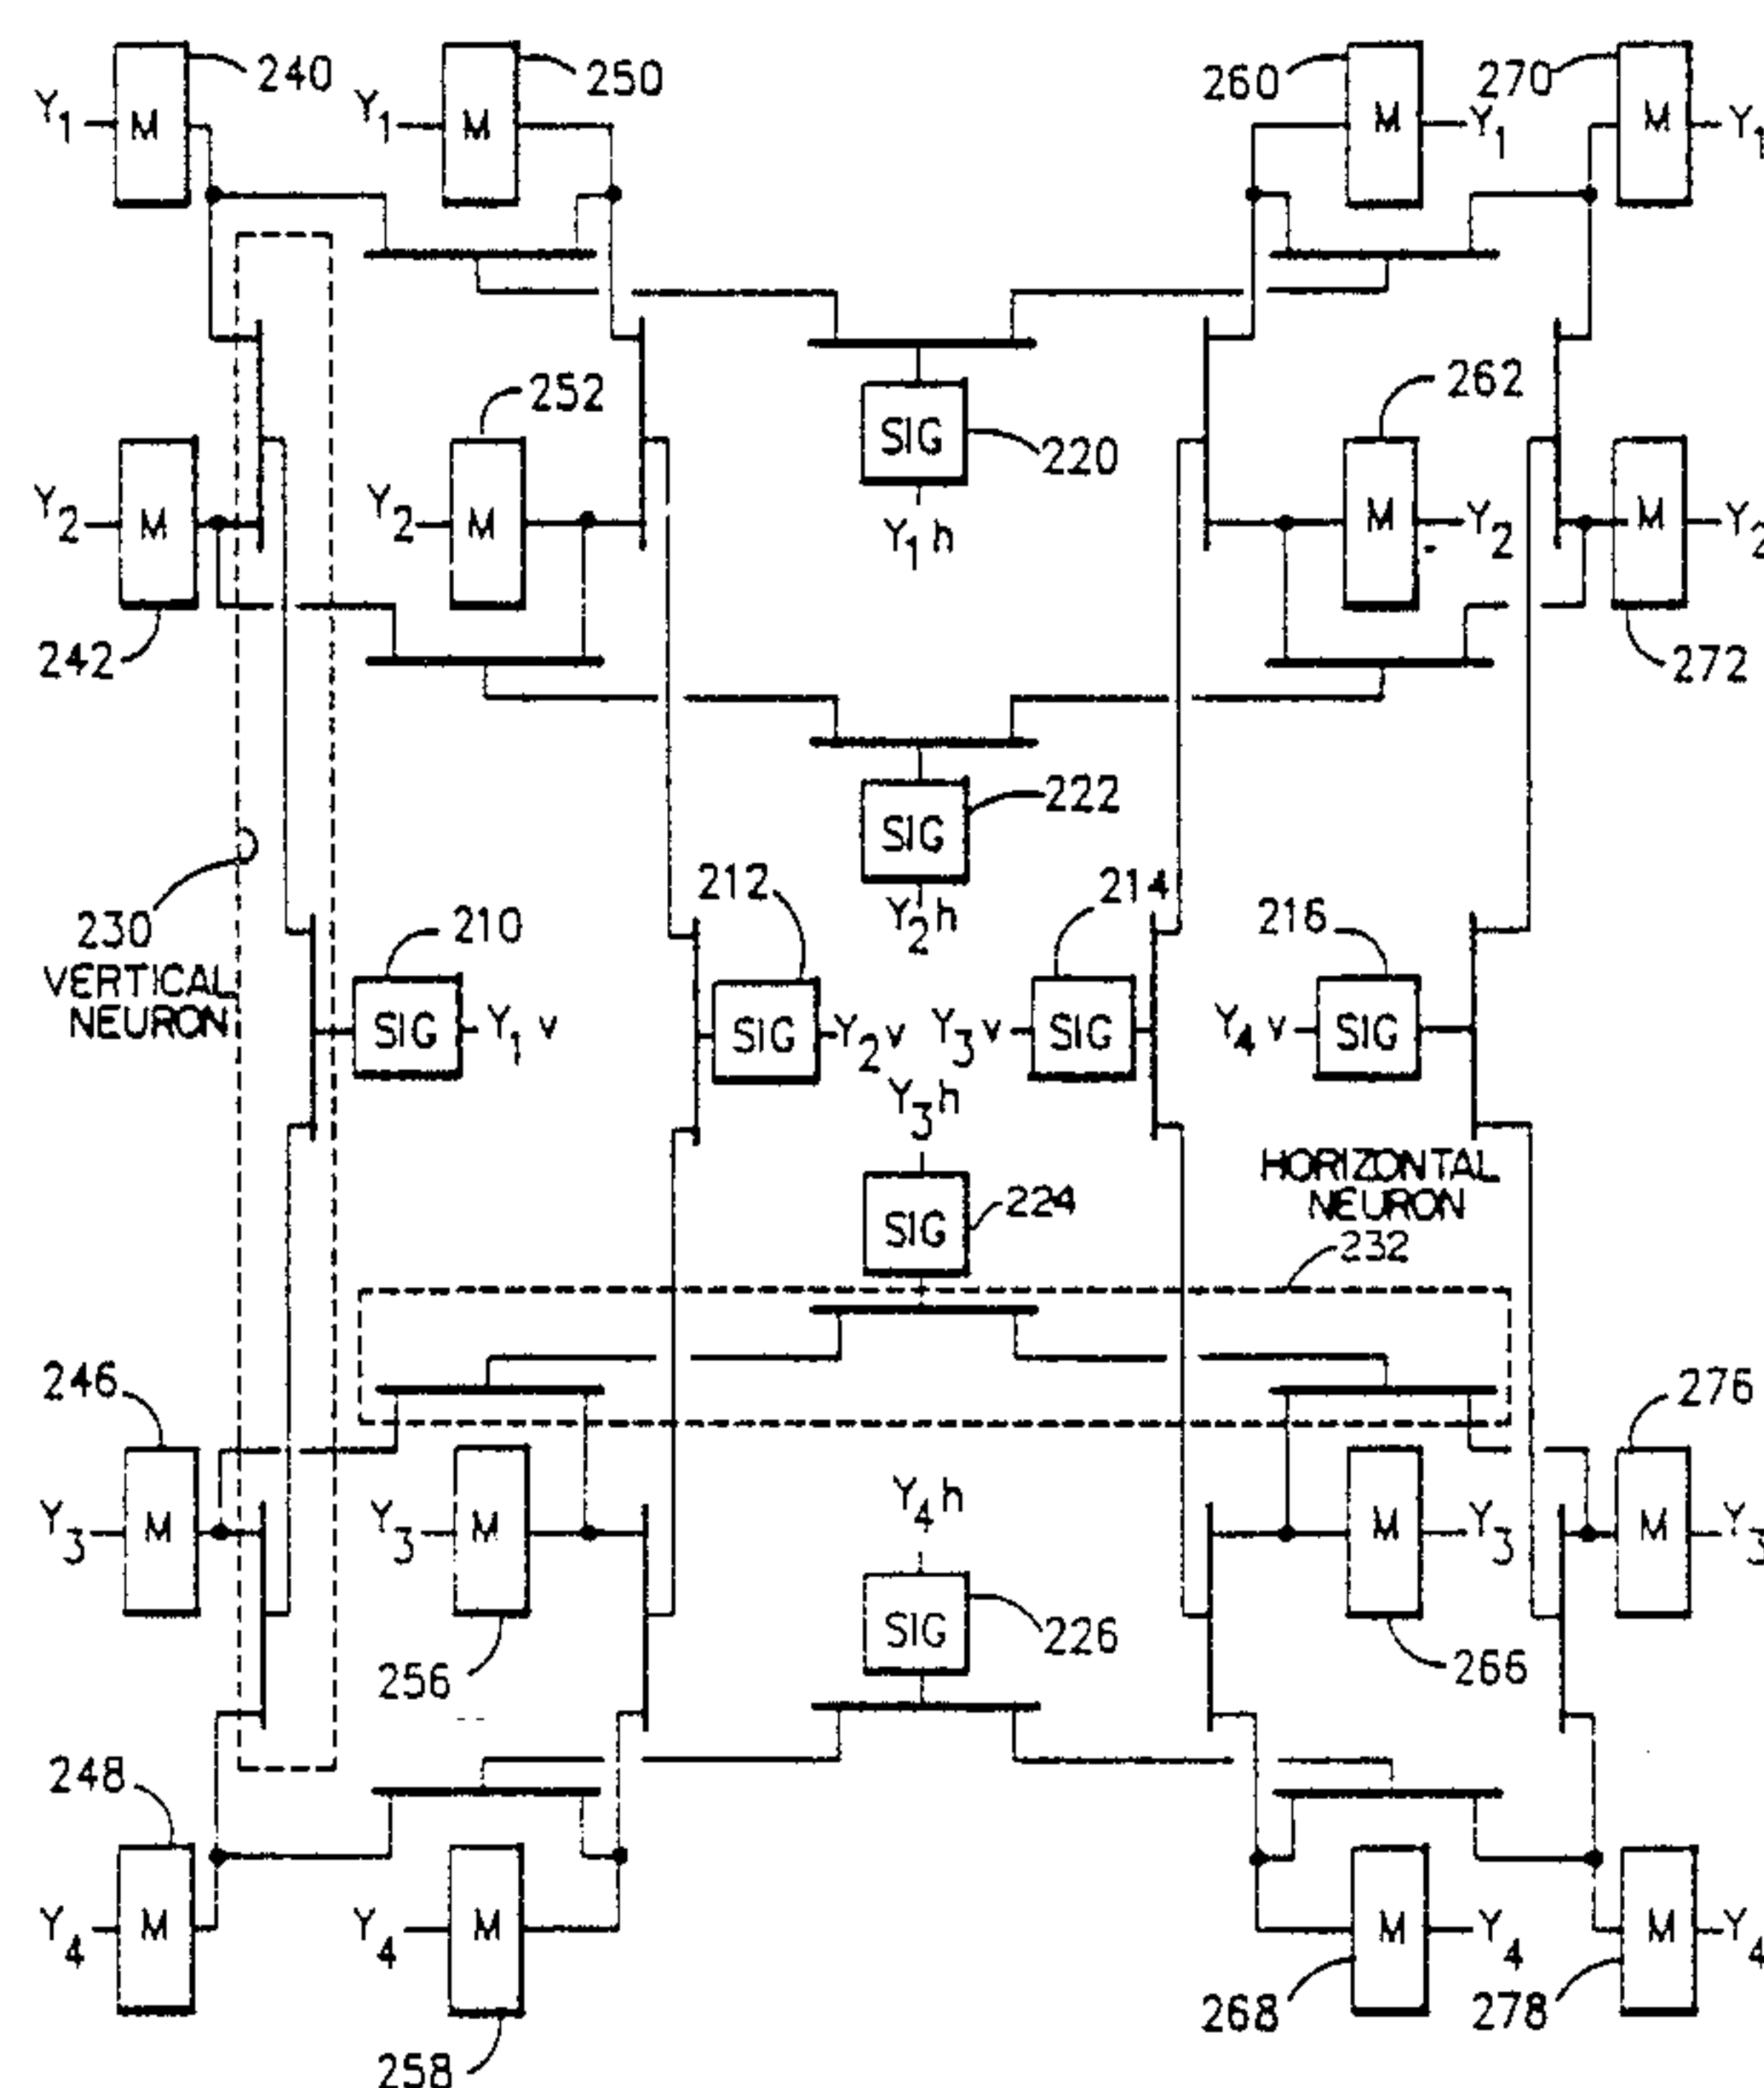 240 250 260 270
Y1 M Y1 M M Y1 M Y1
252 262
SIG 220
Y2 M Y2 M M Y2 M Y2
Y1 h
242 272
SIG 222
230 212 214
VERTICAL NEURON
210 Y2 h 216
SIG Y1 v SIG Y2 v Y3 v SIG Y4 v SIG
Y3 h
HORIZONTAL
NEURON
SIG 224
232
246 276
Y4 h
Y3 M Y3 M M Y3 M Y3
SIG 226
256 266
248
Y4 M Y4 M M Y4 M Y4
268 278
258